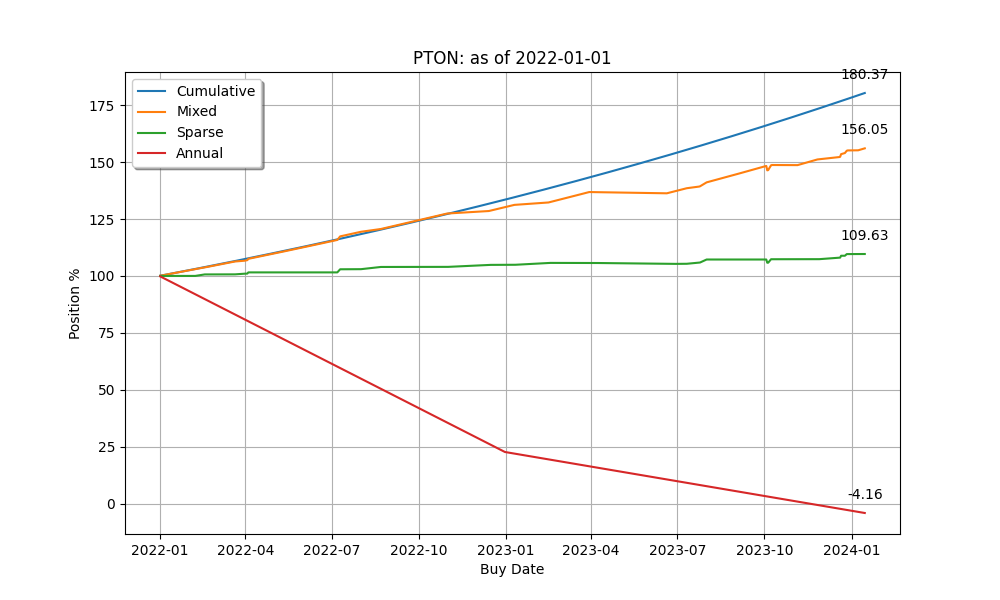 PTON: as of 2022-01-01
180.37
Cumulative
Mixed
Sparse
Annual
175
156.05
150
125
109.63
100
75
50
25
-4.16
0
Position %
2022-01 2022-04 2022-07 2022-10 2023-01 2023-04 2023-07 2023-10 2024-01
Buy Date